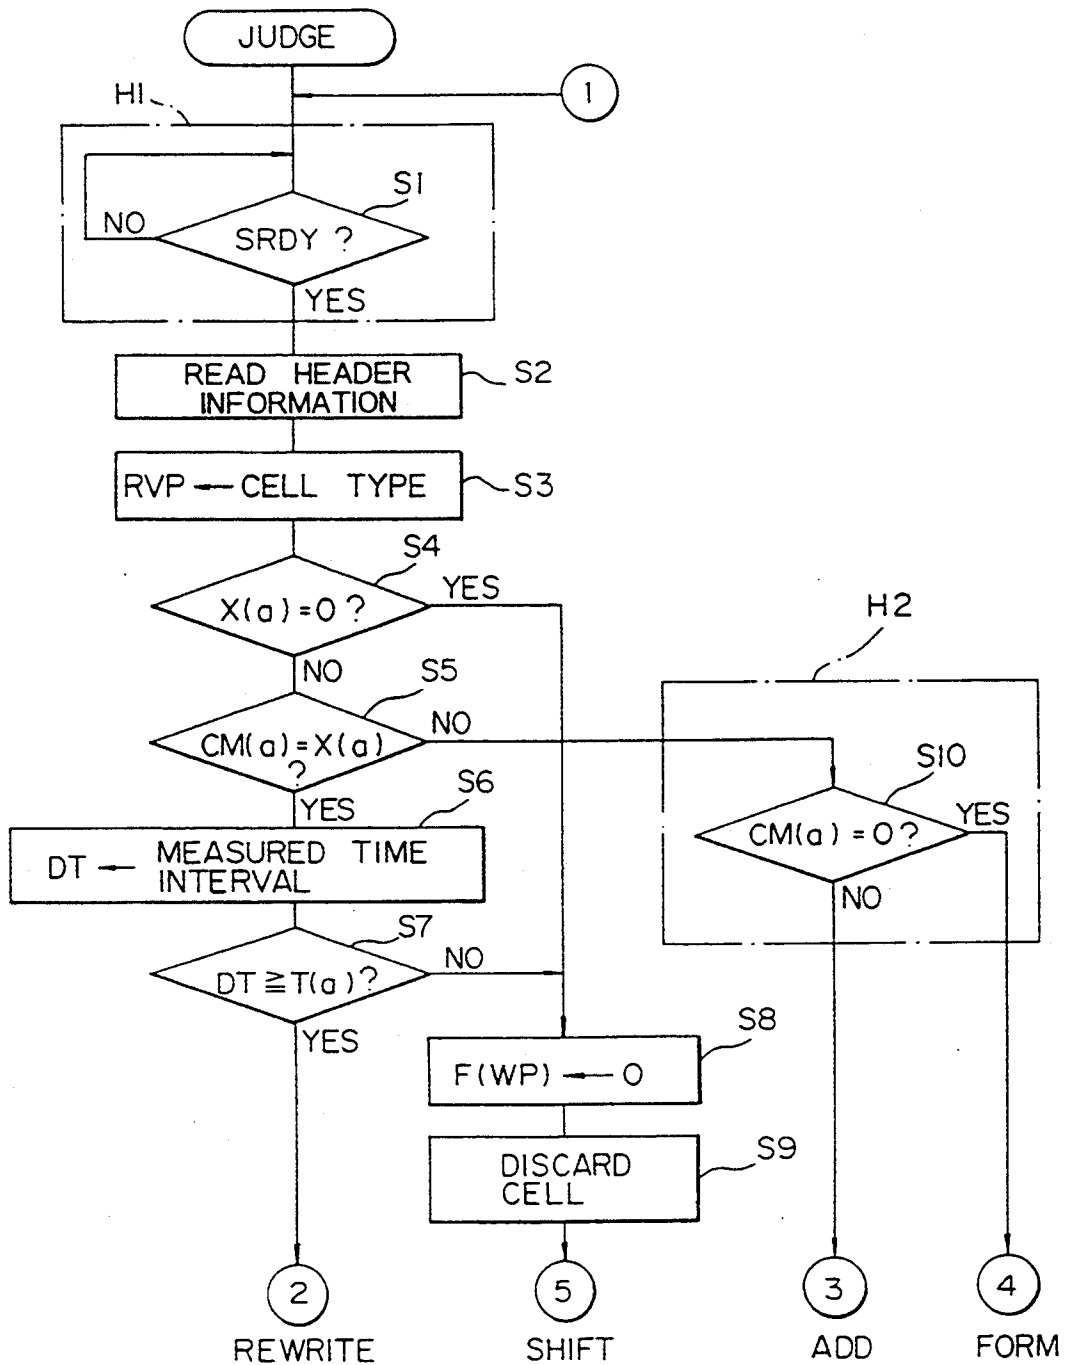 JUDGE
1
H1
S1
NO
SRDY ?
YES
S2
READ HEADER
INFORMATION
S3
RVP ← CELL TYPE
S4
YES
X(a)=0?
H2
NO
S5
NO
CM(a)=X(a)
?
S10
YES
S6
YES
CM(a)=0?
MEASURED TIME
DT ←
INTERVAL
NO
S7
NO
DT≧T(a)?
YES
S8
F(WP) ← 0
S9
DISCARD
CELL
2
5
3
4
REWRITE
SHIFT
ADD
FORM